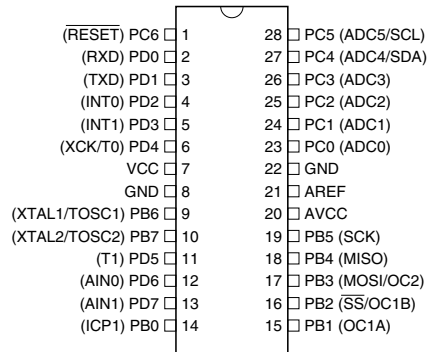 (RESET) PC6 1 28 PC5 (ADC5/SCL)
(RXD) PD0 2 27 PC4 (ADC4/SDA)
(TXD) PD1 3 26 PC3 (ADC3)
(INT0) PD2 4 25 PC2 (ADC2)
(INT1) PD3 5 24 PC1 (ADC1)
(XCK/T0) PD4 6 23 PC0 (ADC0)
VCC 7 22 GND
GND 8 21 AREF
(XTAL1/TOSC1) PB6 9 20 AVCC
(XTAL2/TOSC2) PB7 10 19 PB5 (SCK)
(T1) PD5 11 18 PB4 (MISO)
(AIN0) PD6 12 17 PB3 (MOSI/OC2)
(AIN1) PD7 13 16 PB2 (SS/OC1B)
(ICP1) PB0 14 15 PB1 (OC1A)